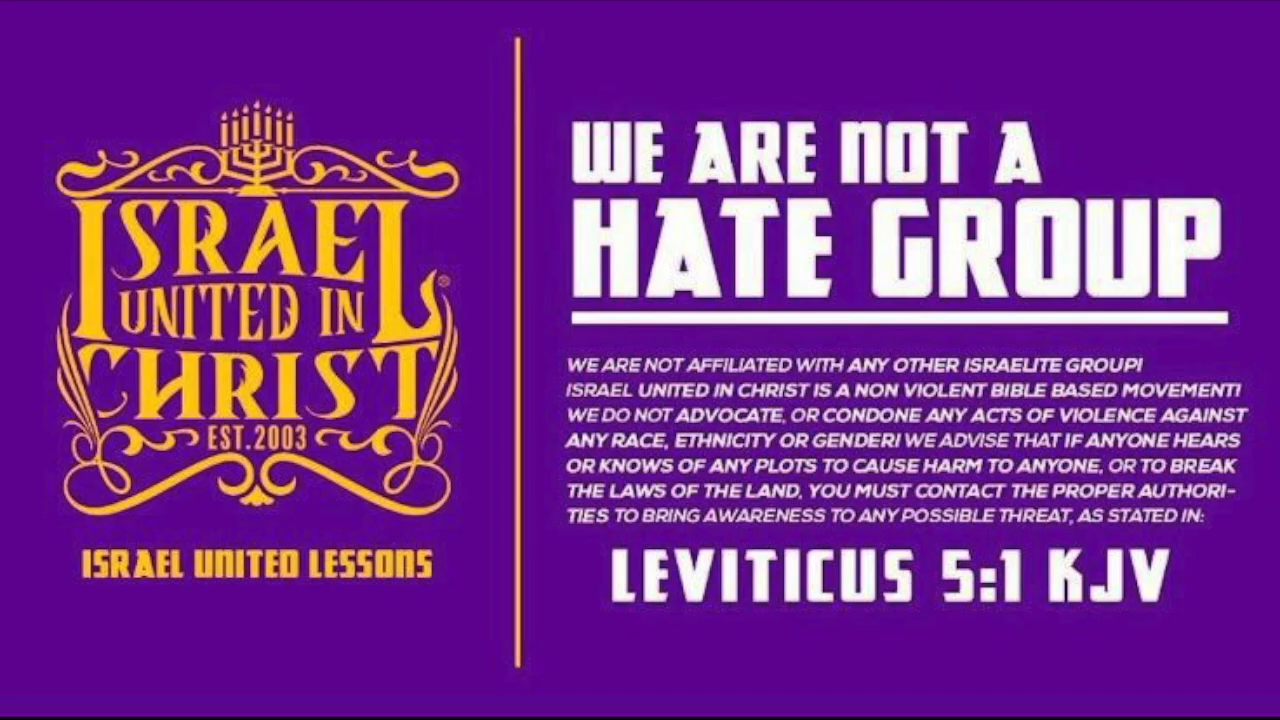 ISRAEL
UNITED IN
CHRIST
EST.2003
ISRAEL UNITED LESSONS
WE ARE NOT A
HATE GROUP
WE ARE NOT AFFILIATED WITH ANY OTHER ISRAELITE GROUP!
ISRAEL UNITED IN CHRIST IS A NON VIOLENT BIBLE BASED MOVEMENT!
WE DO NOT ADVOCATE, OR CONDONE ANY ACTS OF VIOLENCE AGAINST
ANY RACE, ETHNICITY OR GENDER! WE ADVISE THAT IF ANYONE HEARS
OR KNOWS OF ANY PLOTS TO CAUSE HARM TO ANYONE, OR TO BREAK
THE LAWS OF THE LAND, YOU MUST CONTACT THE PROPER AUTHORI-
TIES TO BRING AWARENESS TO ANY POSSIBLE THREAT, AS STATED IN:
LEVITICUS 5:1 KJV